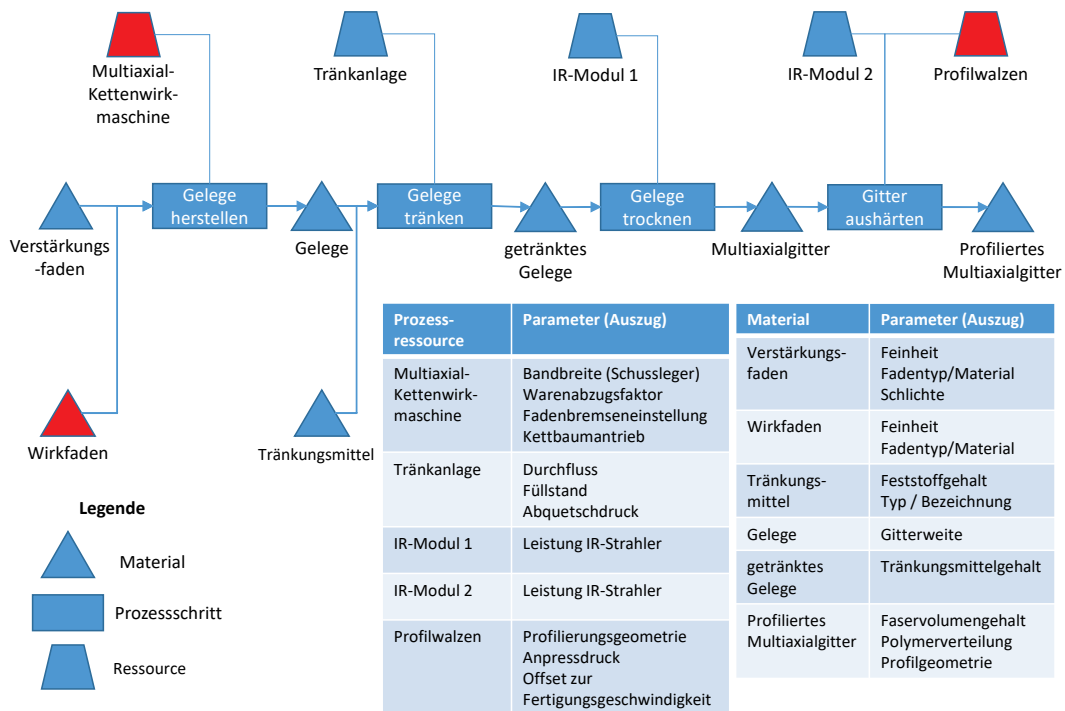 Multiaxial-
Kettenwirk-
maschine
Tränkanlage
IR-Modul 1
IR-Modul 2
Profilwalzen
Gelege
herstellen
Gelege
tränken
Gelege
trocknen
Gitter
aushärten
Verstärkungs
-faden
Gelege
getränktes
Gelege
Multiaxialgitter
Profiliertes
Multiaxialgitter
Wirkfaden
Tränkungsmittel
Legende
Material
Prozessschritt
Ressource
Prozess-
ressource
Parameter (Auszug)
Multiaxial-
Kettenwirk-
maschine
Bandbreite (Schussleger)
Warenabzugsfaktor
Fadenbremseneinstellung
Kettbaumantrieb
Tränkanlage
Durchfluss
Füllstand
Abquetschdruck
IR-Modul 1
Leistung IR-Strahler
IR-Modul 2
Leistung IR-Strahler
Profilwalzen
Profilierungsgeometrie
Anpressdruck
Offset zur
Fertigungsgeschwindigkeit
Material
Parameter (Auszug)
Verstärkungs-
faden
Feinheit
Fadentyp/Material
Schlichte
Wirkfaden
Feinheit
Fadentyp/Material
Tränkungs-
mittel
Feststoffgehalt
Typ / Bezeichnung
Gelege
Gitterweite
getränktes
Gelege
Tränkungsmittelgehalt
Profiliertes
Multiaxialgitter
Faservolumengehalt
Polymerverteilung
Profilgeometrie